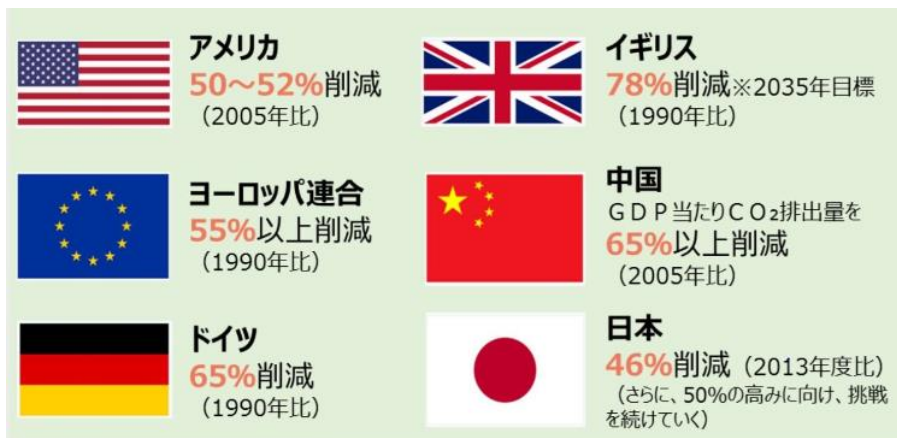 アメリカ
50～52%削減
（2005年比）
イギリス
78%削減※2035年目標
（1990年比）
ヨーロッパ連合
55%以上削減
（1990年比）
中国
ＧＤＰ当たりＣＯ₂排出量を
65%以上削減
（2005年比）
ドイツ
65%削減
（1990年比）
日本
46%削減（2013年度比）
（さらに、50%の高みに向け、挑戦
を続けていく）